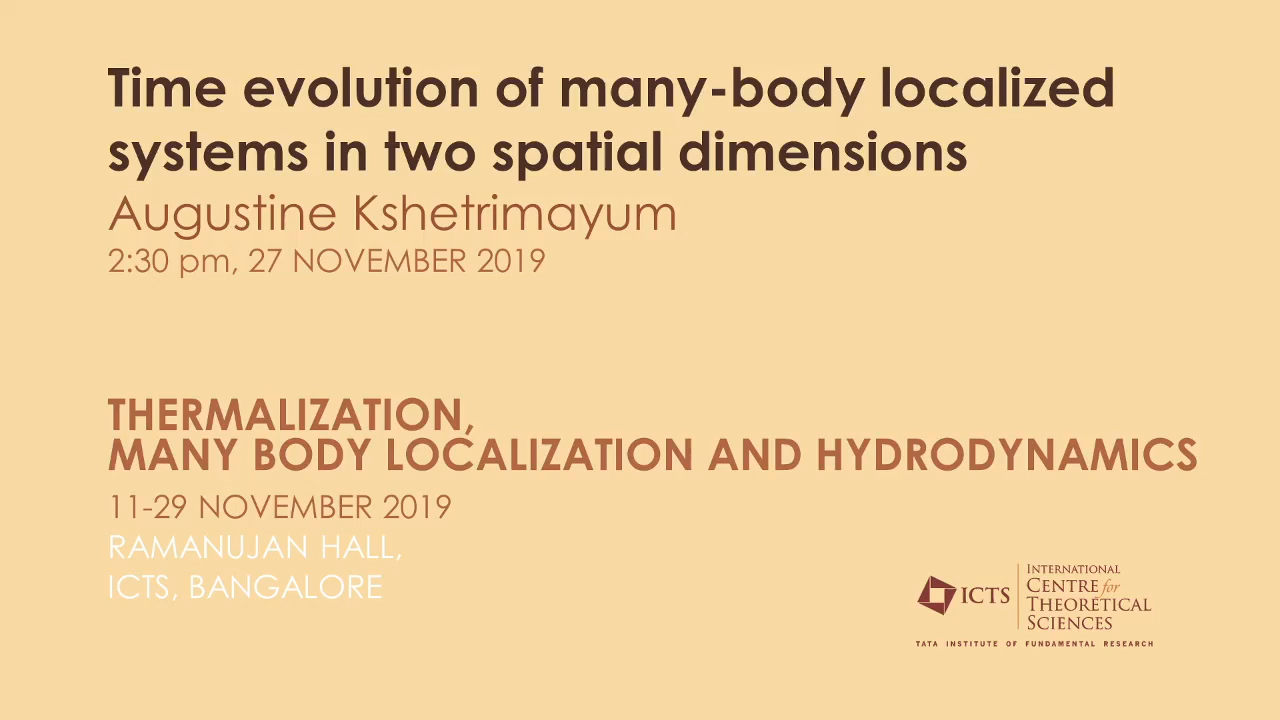 Time evolution of many-body localized
systems in two spatial dimensions
Augustine Kshetrimayum
2:30 pm, 27 NOVEMBER 2019
THERMALIZATION,
MANY BODY LOCALIZATION AND HYDRODYNAMICS
11-29 NOVEMBER 2019
RAMANUJAN HALL,
ICTS, BANGALORE
ICTS
INTERNATIONAL
CENTRE for
THEORETICAL
SCIENCES
TATA INSTITUTE OF FUNDAMENTAL RESEARCH